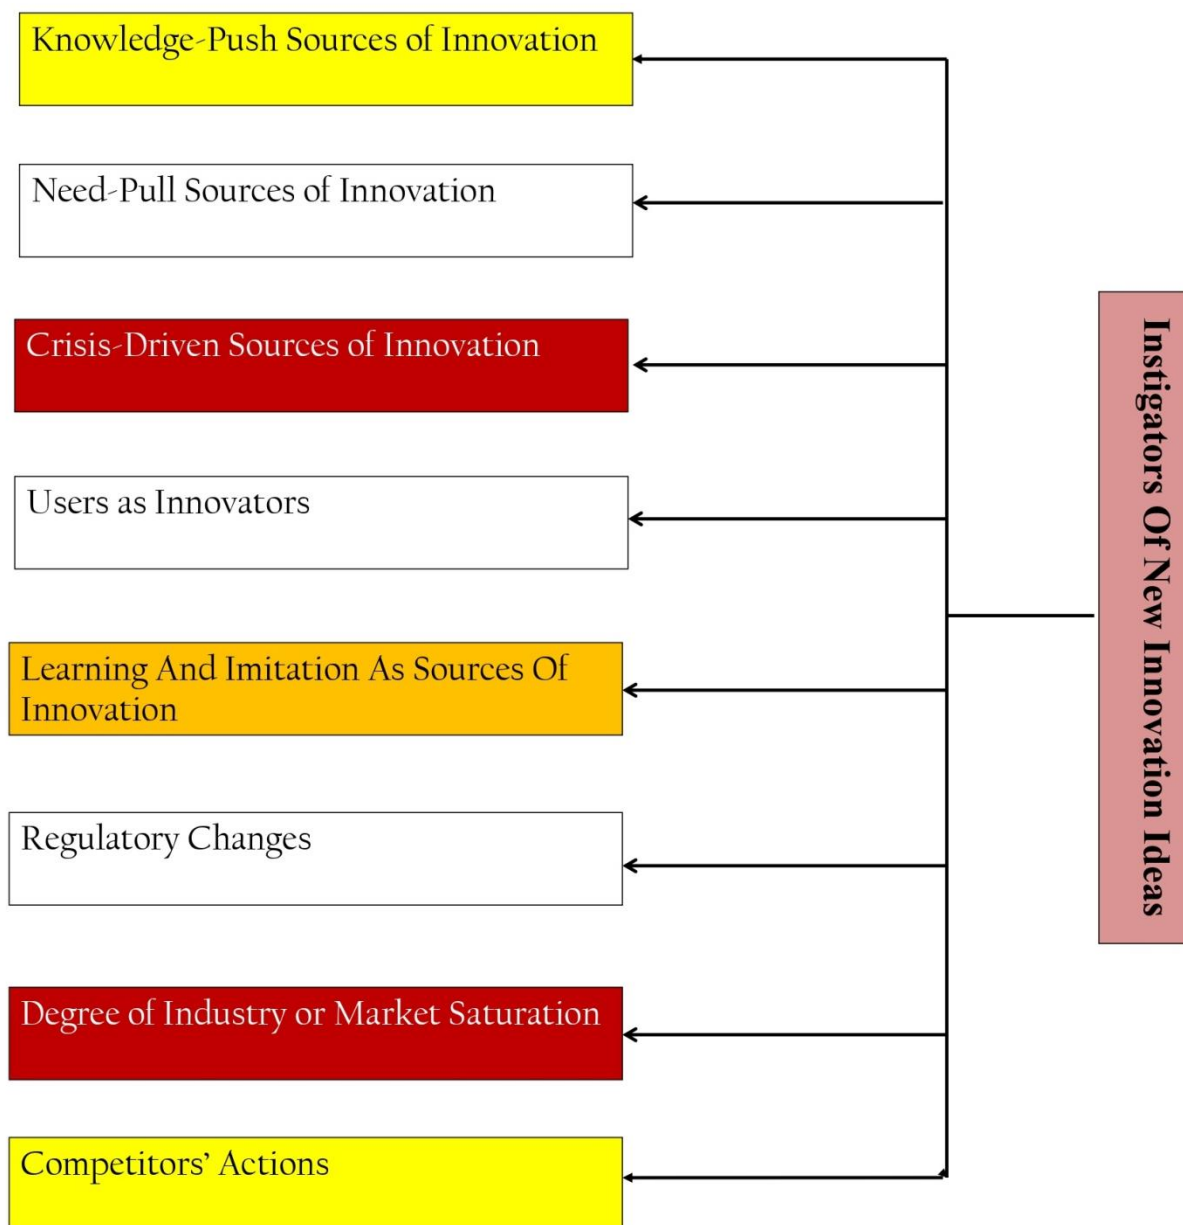 Knowledge-Push Sources of Innovation
Need-Pull Sources of Innovation
Crisis-Driven Sources of Innovation
Users as Innovators
Learning And Imitation As Sources Of
Innovation
Regulatory Changes
Degree of Industry or Market Saturation
Competitors’ Actions
Instigators Of New Innovation Ideas